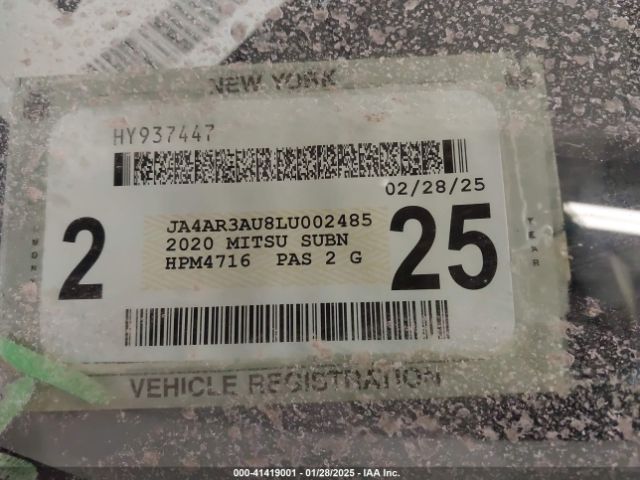 NEW YORK
HY937447
02/28/25
2
JA4AR3AU8LU002485
2020 MITSU SUBN
HPM4716 PAS 2 G
25
YEAR
VEHICLE REGISTRATION
000-41419001 - 01/28/2025 - IAA Inc.